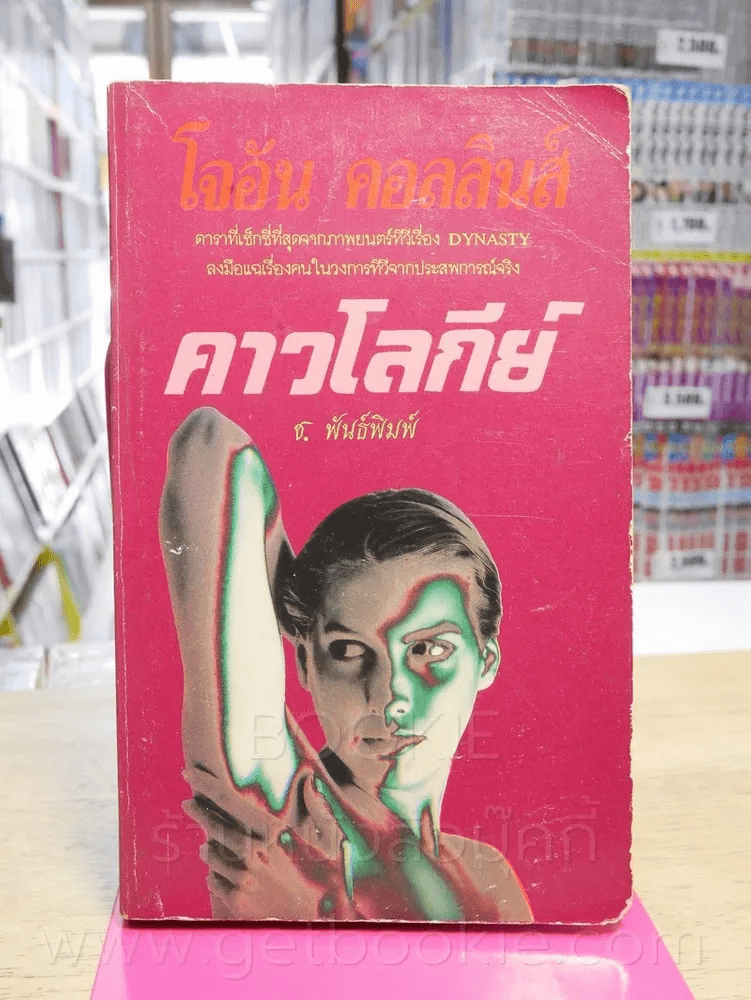 โจอัน คอลลินส์
ดาราที่เซ็กซี่ที่สุดจากภาพยนตร์ทีวีเรื่อง DYNASTY
ลงมือแฉเรื่องคนในวงการทีวีจากประสพการณ์จริง
คาวโลกีย์
ช. พันธ์พิมพ์
BOOKIE
ร้านหนังสือบุ๊คกี้
www.getbookie.com
2,500.-
1,700.-